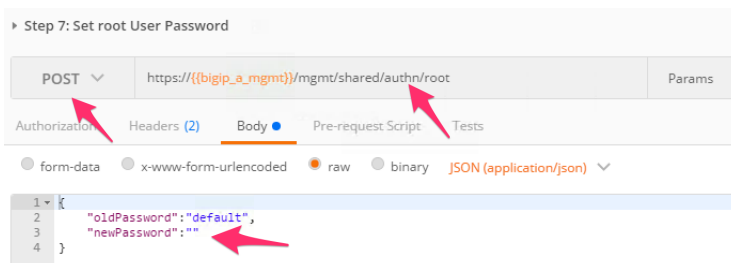 Step 7: Set root User Password
POST https://{{bigip_a_mgmt}}/mgmt/shared/authn/root Params
Authorization Headers (2) Body Pre-request Script Tests
form-data x-www-form-urlencoded raw binary JSON (application/json)
1 {
2 "oldPassword":"default",
3 "newPassword":""
4 }